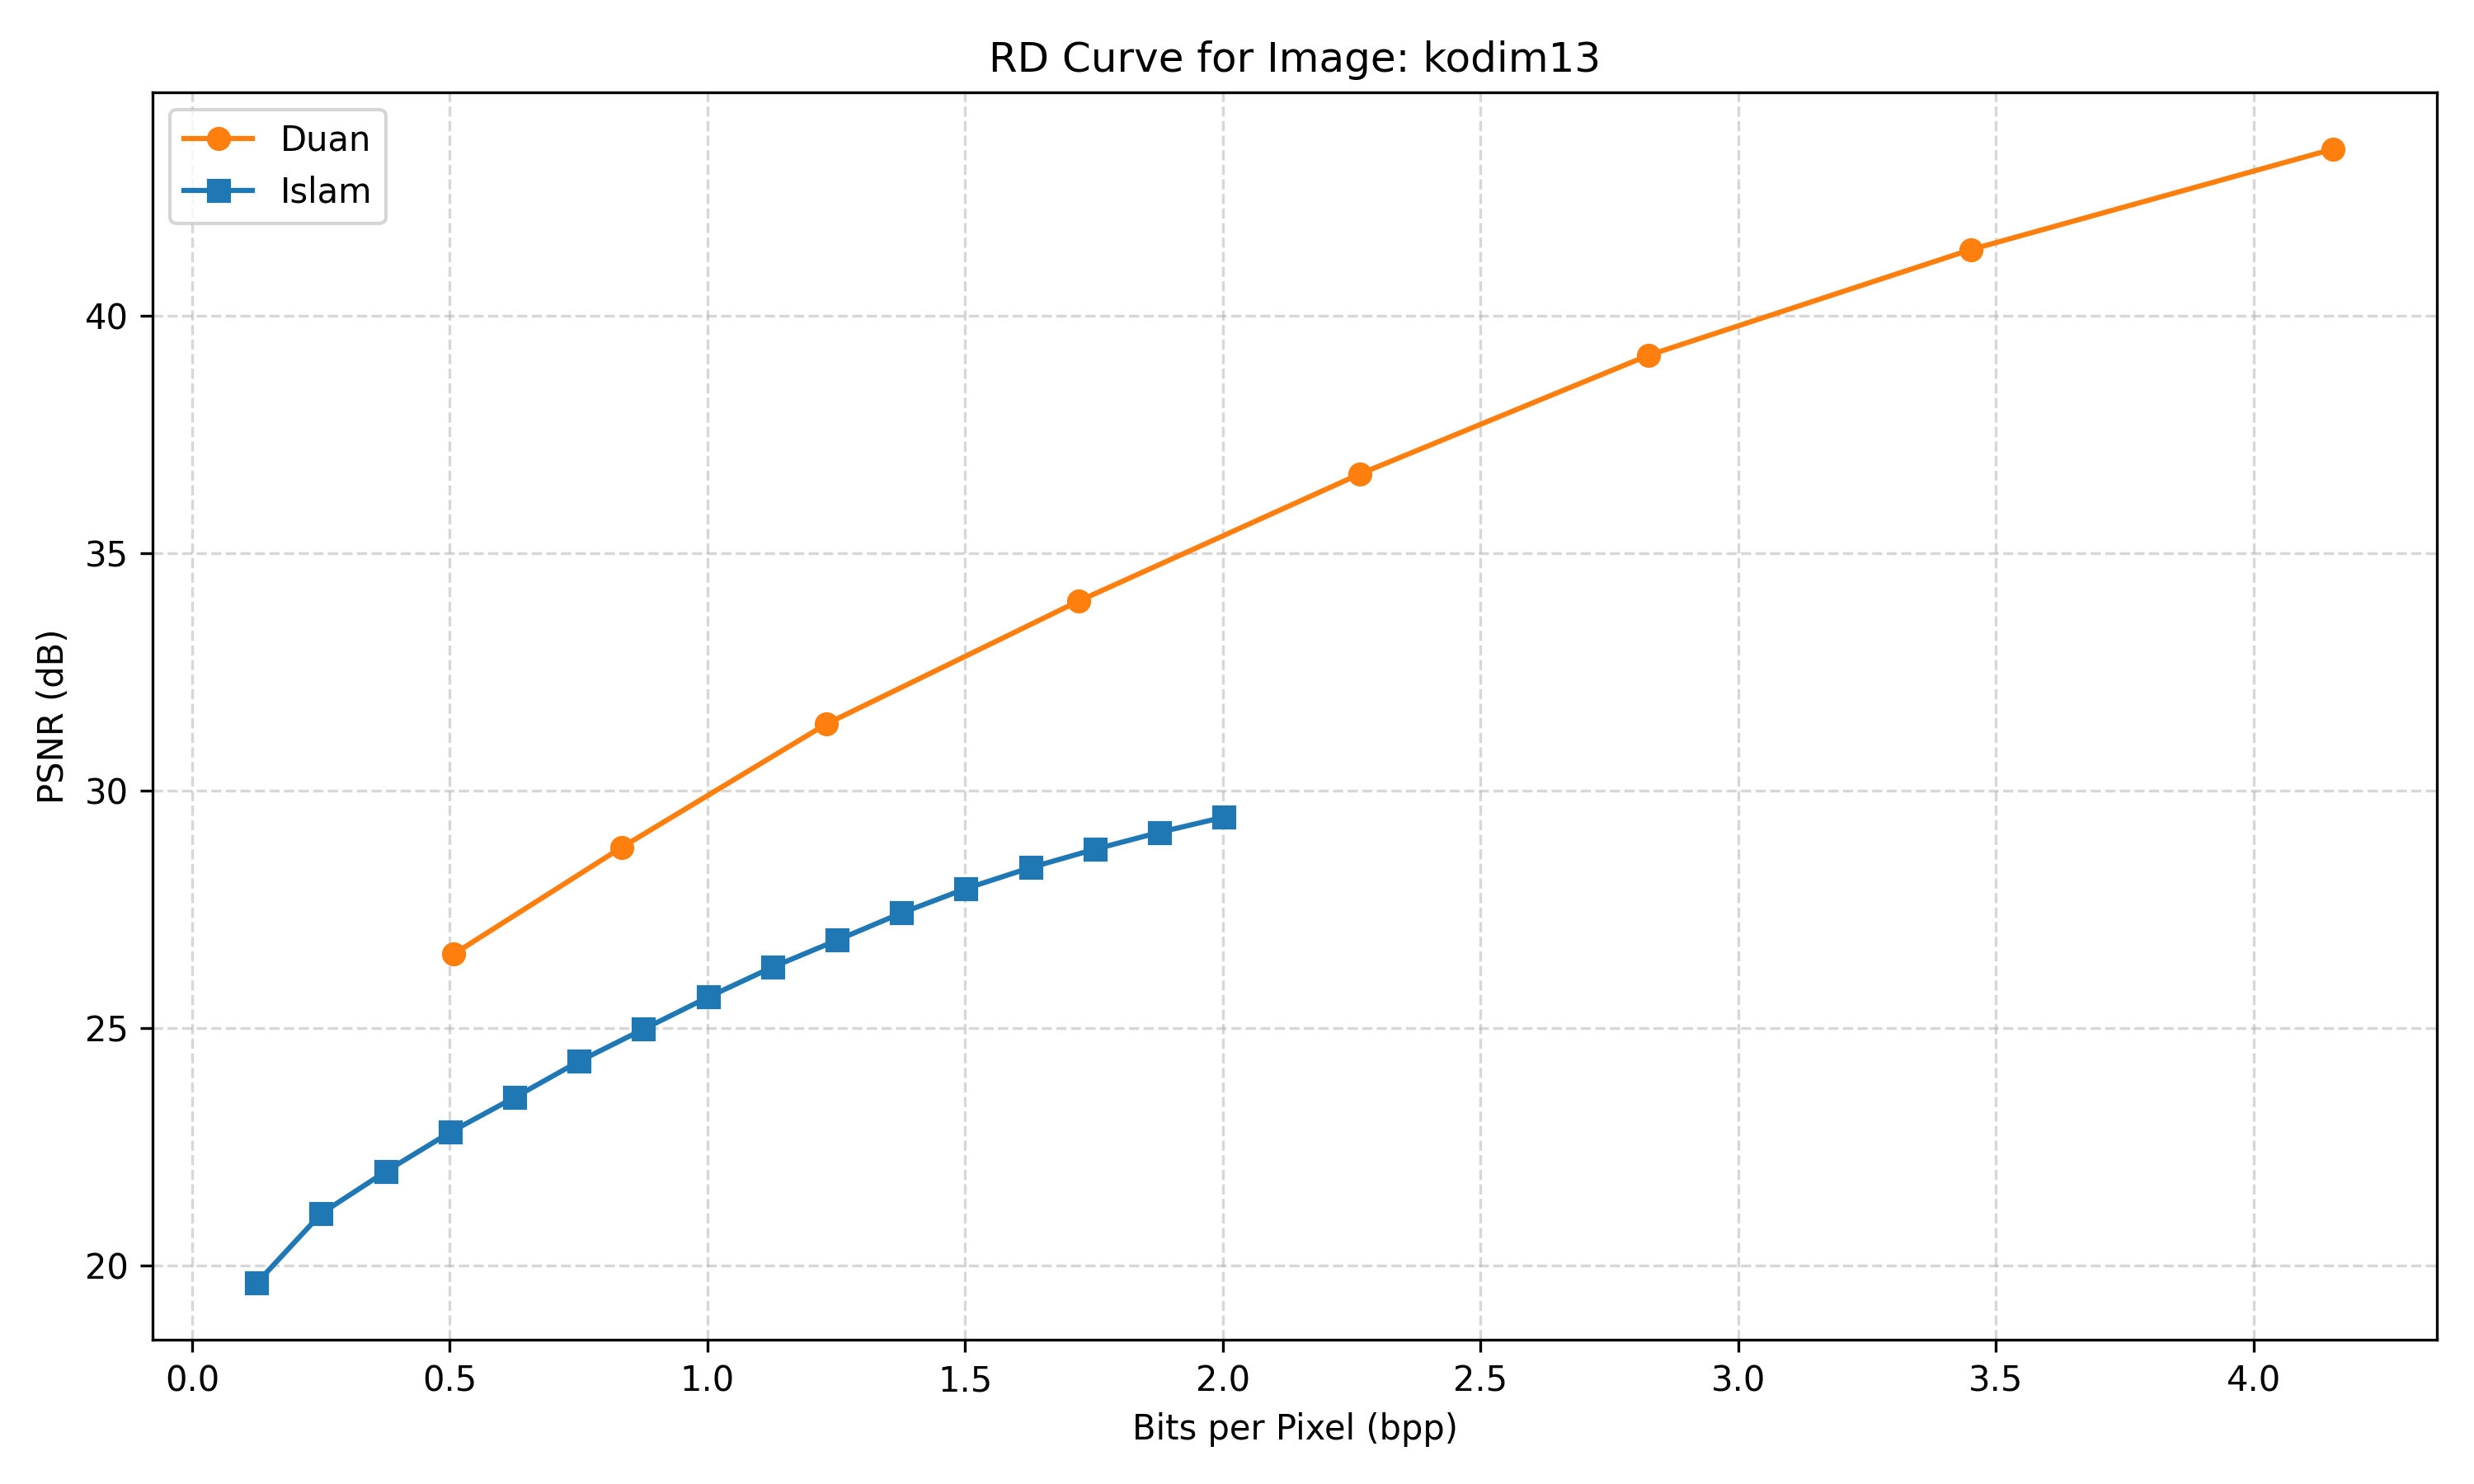 RD Curve for Image: kodim13
Duan
Islam
PSNR (dB)
40
35
30
25
20
0.0 0.5 1.0 1.5 2.0 2.5 3.0 3.5 4.0
Bits per Pixel (bpp)